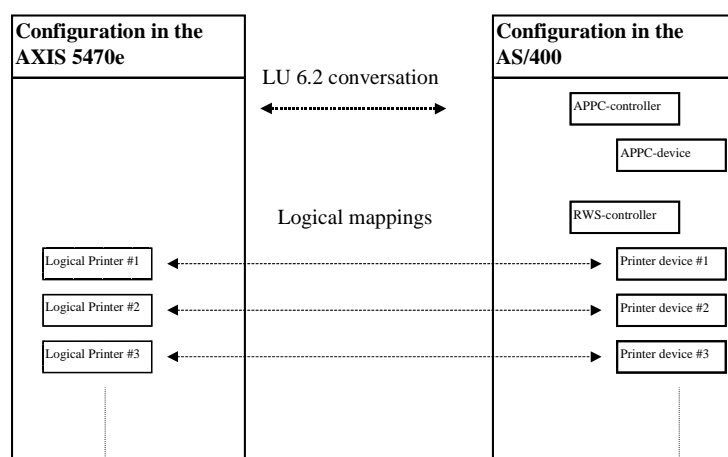 Configuration in the
AXIS 5470e
Configuration in the
AS/400
LU 6.2 conversation
APPC-controller
APPC-device
Logical mappings
RWS-controller
Logical Printer #1
Printer device #1
Logical Printer #2
Printer device #2
Logical Printer #3
Printer device #3